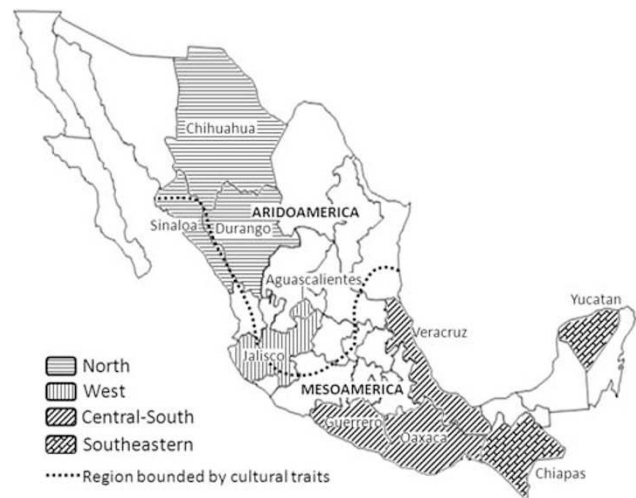 Chihuahua
ARIDOAMERICA
Sinaloa
Durango
Aguascalientes
Yucatan
Veracruz
Jalisco
MESOAMERICA
Guerrero
Oaxaca
Chiapas
North
West
Central-South
Southeastern
Region bounded by cultural traits